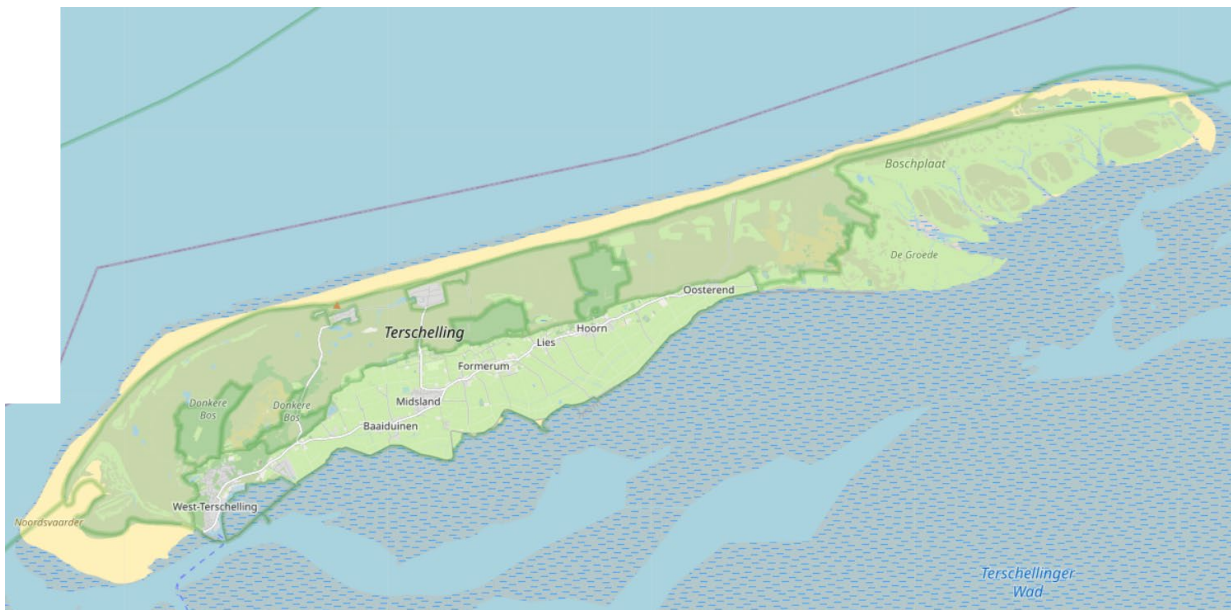 Boschplaat
De Groede
Oosterend
Hoorn
Terschelling
Lies
Formerum
Donkere
Bos
Donkere
Bos
Midsland
Baaiduinen
West-Terschelling
Noordsvaarder
Terschellinger
Wad